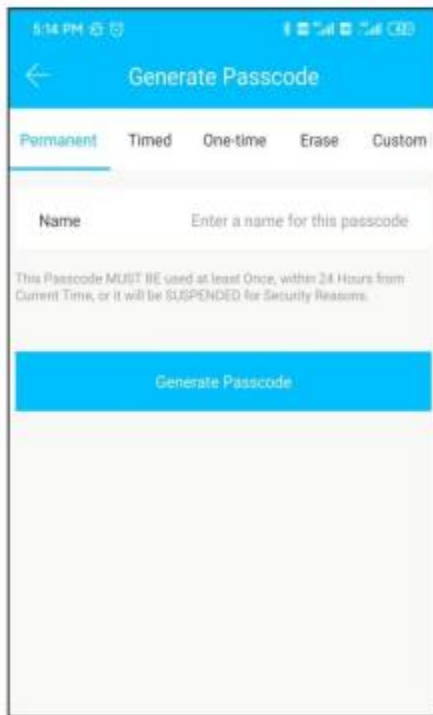 5:14 PM
Generate Passcode
Permanent Timed One-time Erase Custom
Name Enter a name for this passcode
This Passcode MUST BE used at least Once, within 24 Hours from
Current Time, or it will be SUSPENDED for Security Reasons.
Generate Passcode